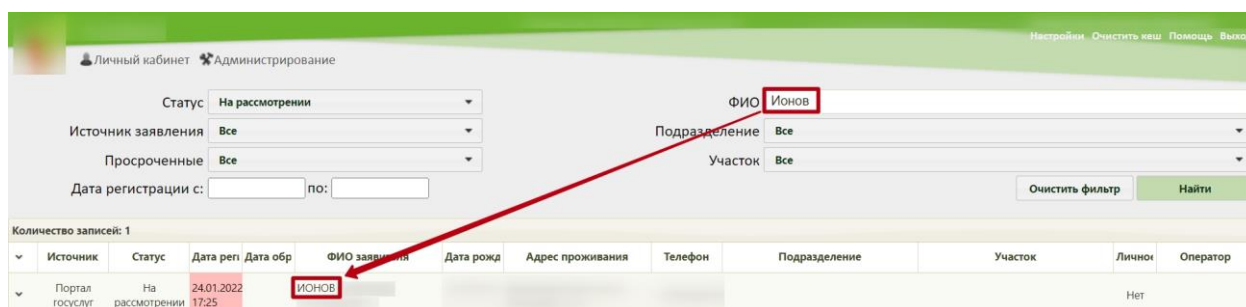 Настройки Очистить кеш Помощь Выхо
Личный кабинет Администрирование
Статус На рассмотрении ФИО Ионов
Источник заявления Все Подразделение Все
Просроченные Все Участок Все
Дата регистрации с: по: Очистить фильтр Найти
Количество записей: 1
Источник Статус Дата реги Дата обр ФИО заявителя Дата рожд Адрес проживания Телефон Подразделение Участок Личное Оператор
Портал На 24.01.2022 ИОНОВ Нет
госуслуг рассмотрении 17:25